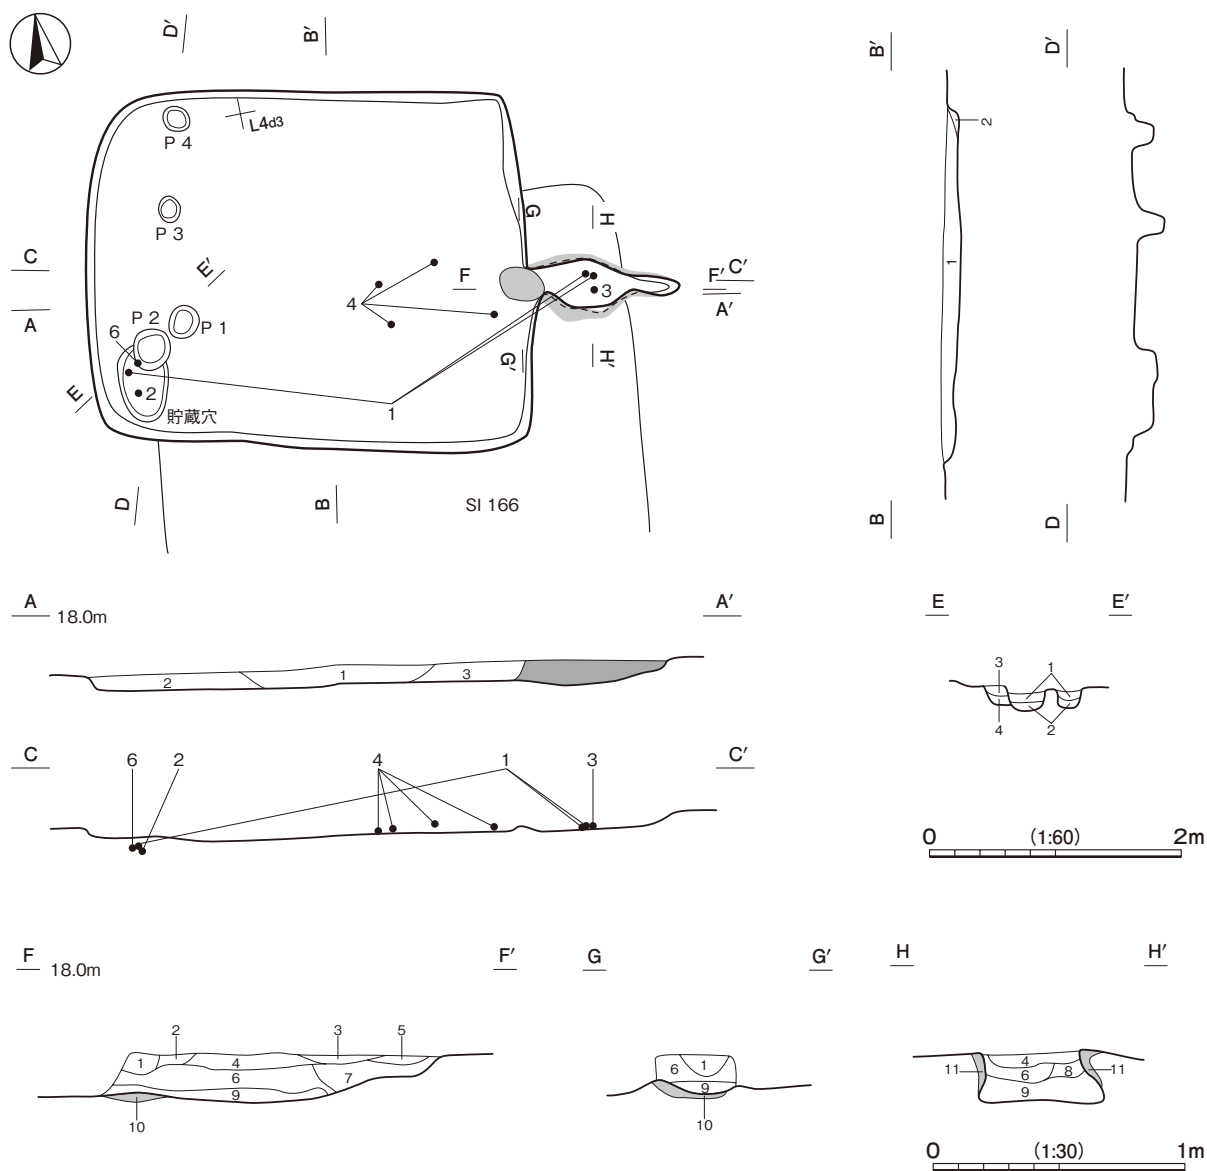 D′
B′
L4d3
P 4
P 3
G
H
C
E′
F
F′
C′
4
3
A′
A
P 2
P 1
6
2
G′
H′
E
貯蔵穴
1
D
B
SI 166
B′
D′
2
1
B
D
A 18.0m A′
2 1 3
E E′
3 1
4 2
C C′
6 2 4 1 3
0 (1:60) 2m
F 18.0m F′
2 3 5
1 4
6 7
9
10
G G′
1
6
9
10
H H′
4
11 6 8 11
9
0 (1:30) 1m